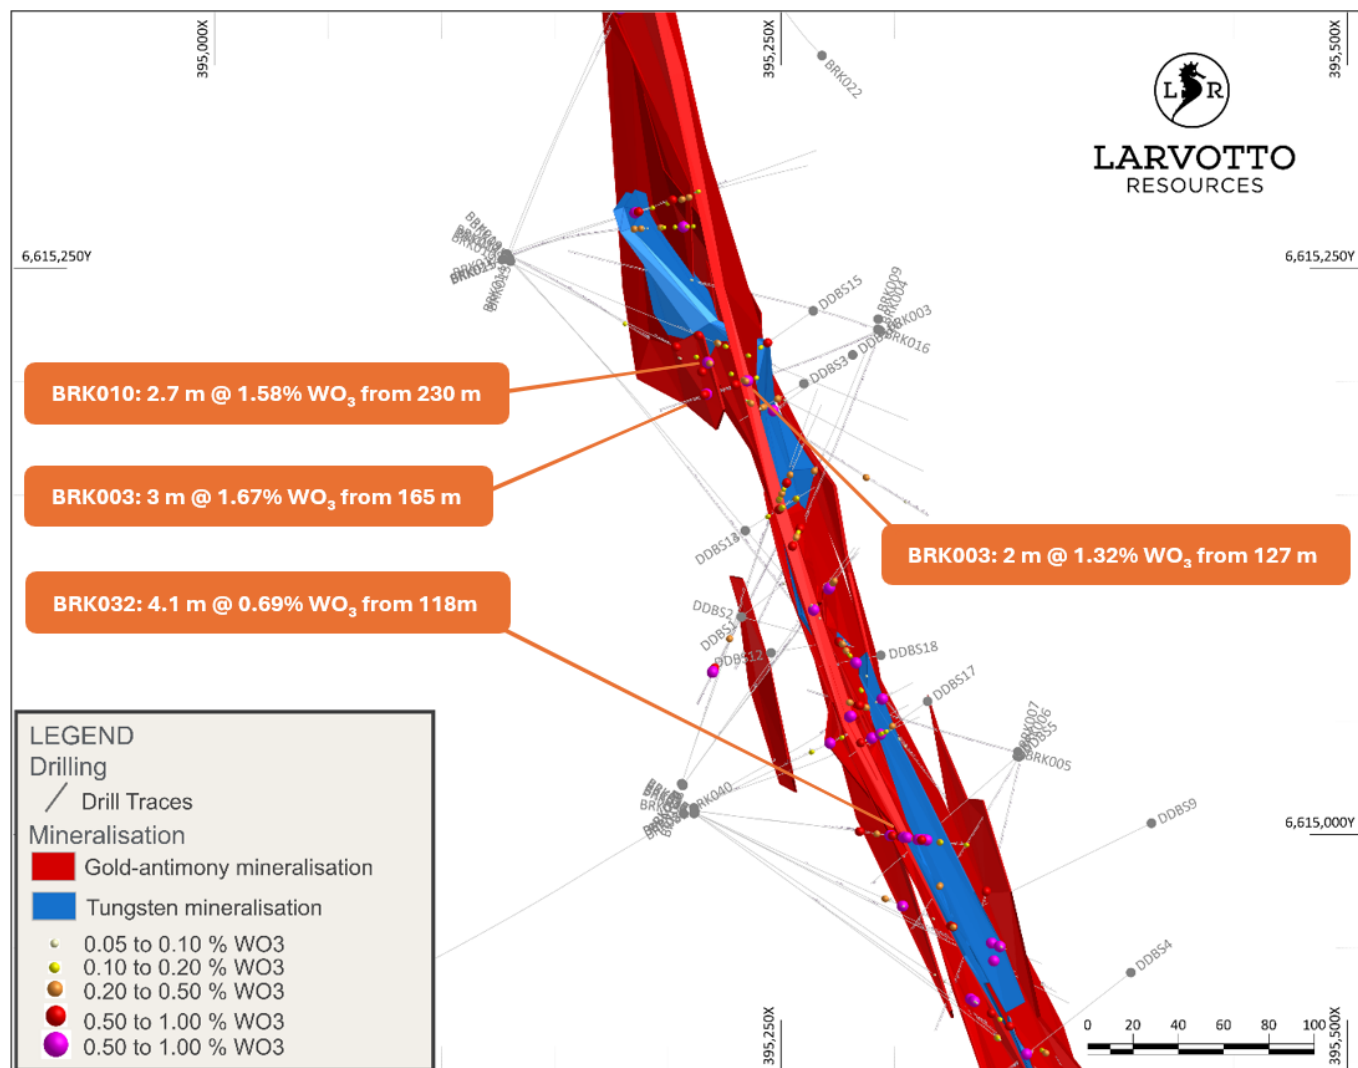 395,000X
395,250X
395,500X
BRK022
L R
LARVOTTO
RESOURCES
6,615,250Y
6,615,250Y
DDBS15
BRK009
BRK004
BRK003
BRK016
DDBS3
BRK010: 2.7 m @ 1.58% WO3 from 230 m
BRK003: 3 m @ 1.67% WO3 from 165 m
DDBS13
BRK003: 2 m @ 1.32% WO3 from 127 m
BRK032: 4.1 m @ 0.69% WO3 from 118m
DDBS2
DDBS1
DDBS12
DDBS18
DDBS17
BRK007
BRK006
DDBS5
BRK005
BRK040
DDBS9
6,615,000Y
DDBS4
LEGEND
Drilling
Drill Traces
Mineralisation
Gold-antimony mineralisation
Tungsten mineralisation
0.05 to 0.10 % WO3
0.10 to 0.20 % WO3
0.20 to 0.50 % WO3
0.50 to 1.00 % WO3
0.50 to 1.00 % WO3
395,250X
395,500X
0 20 40 60 80 100